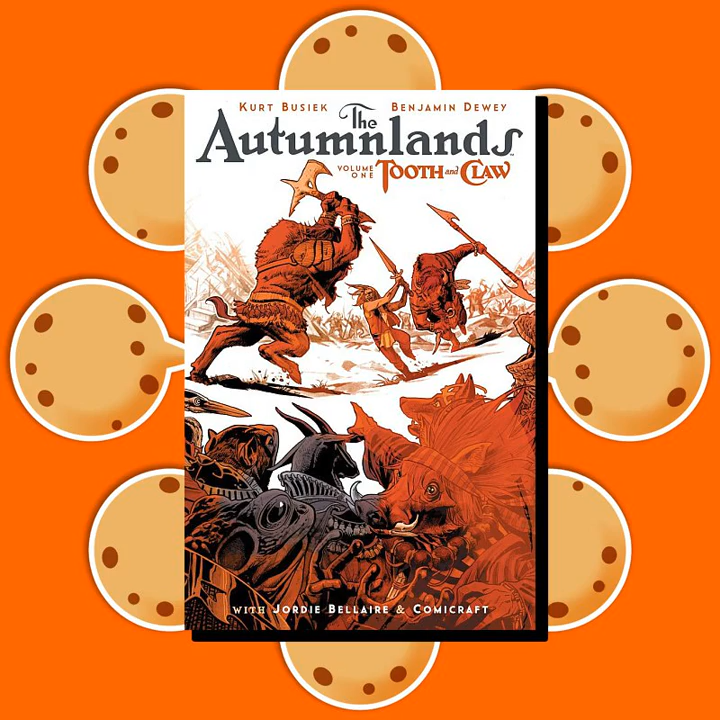 KURT BUSIEK BENJAMIN DEWEY
The
Autumnlands
VOLUME ONE TOOTH and CLAW
WITH JORDIE BELLAIRE & COMICRAFT